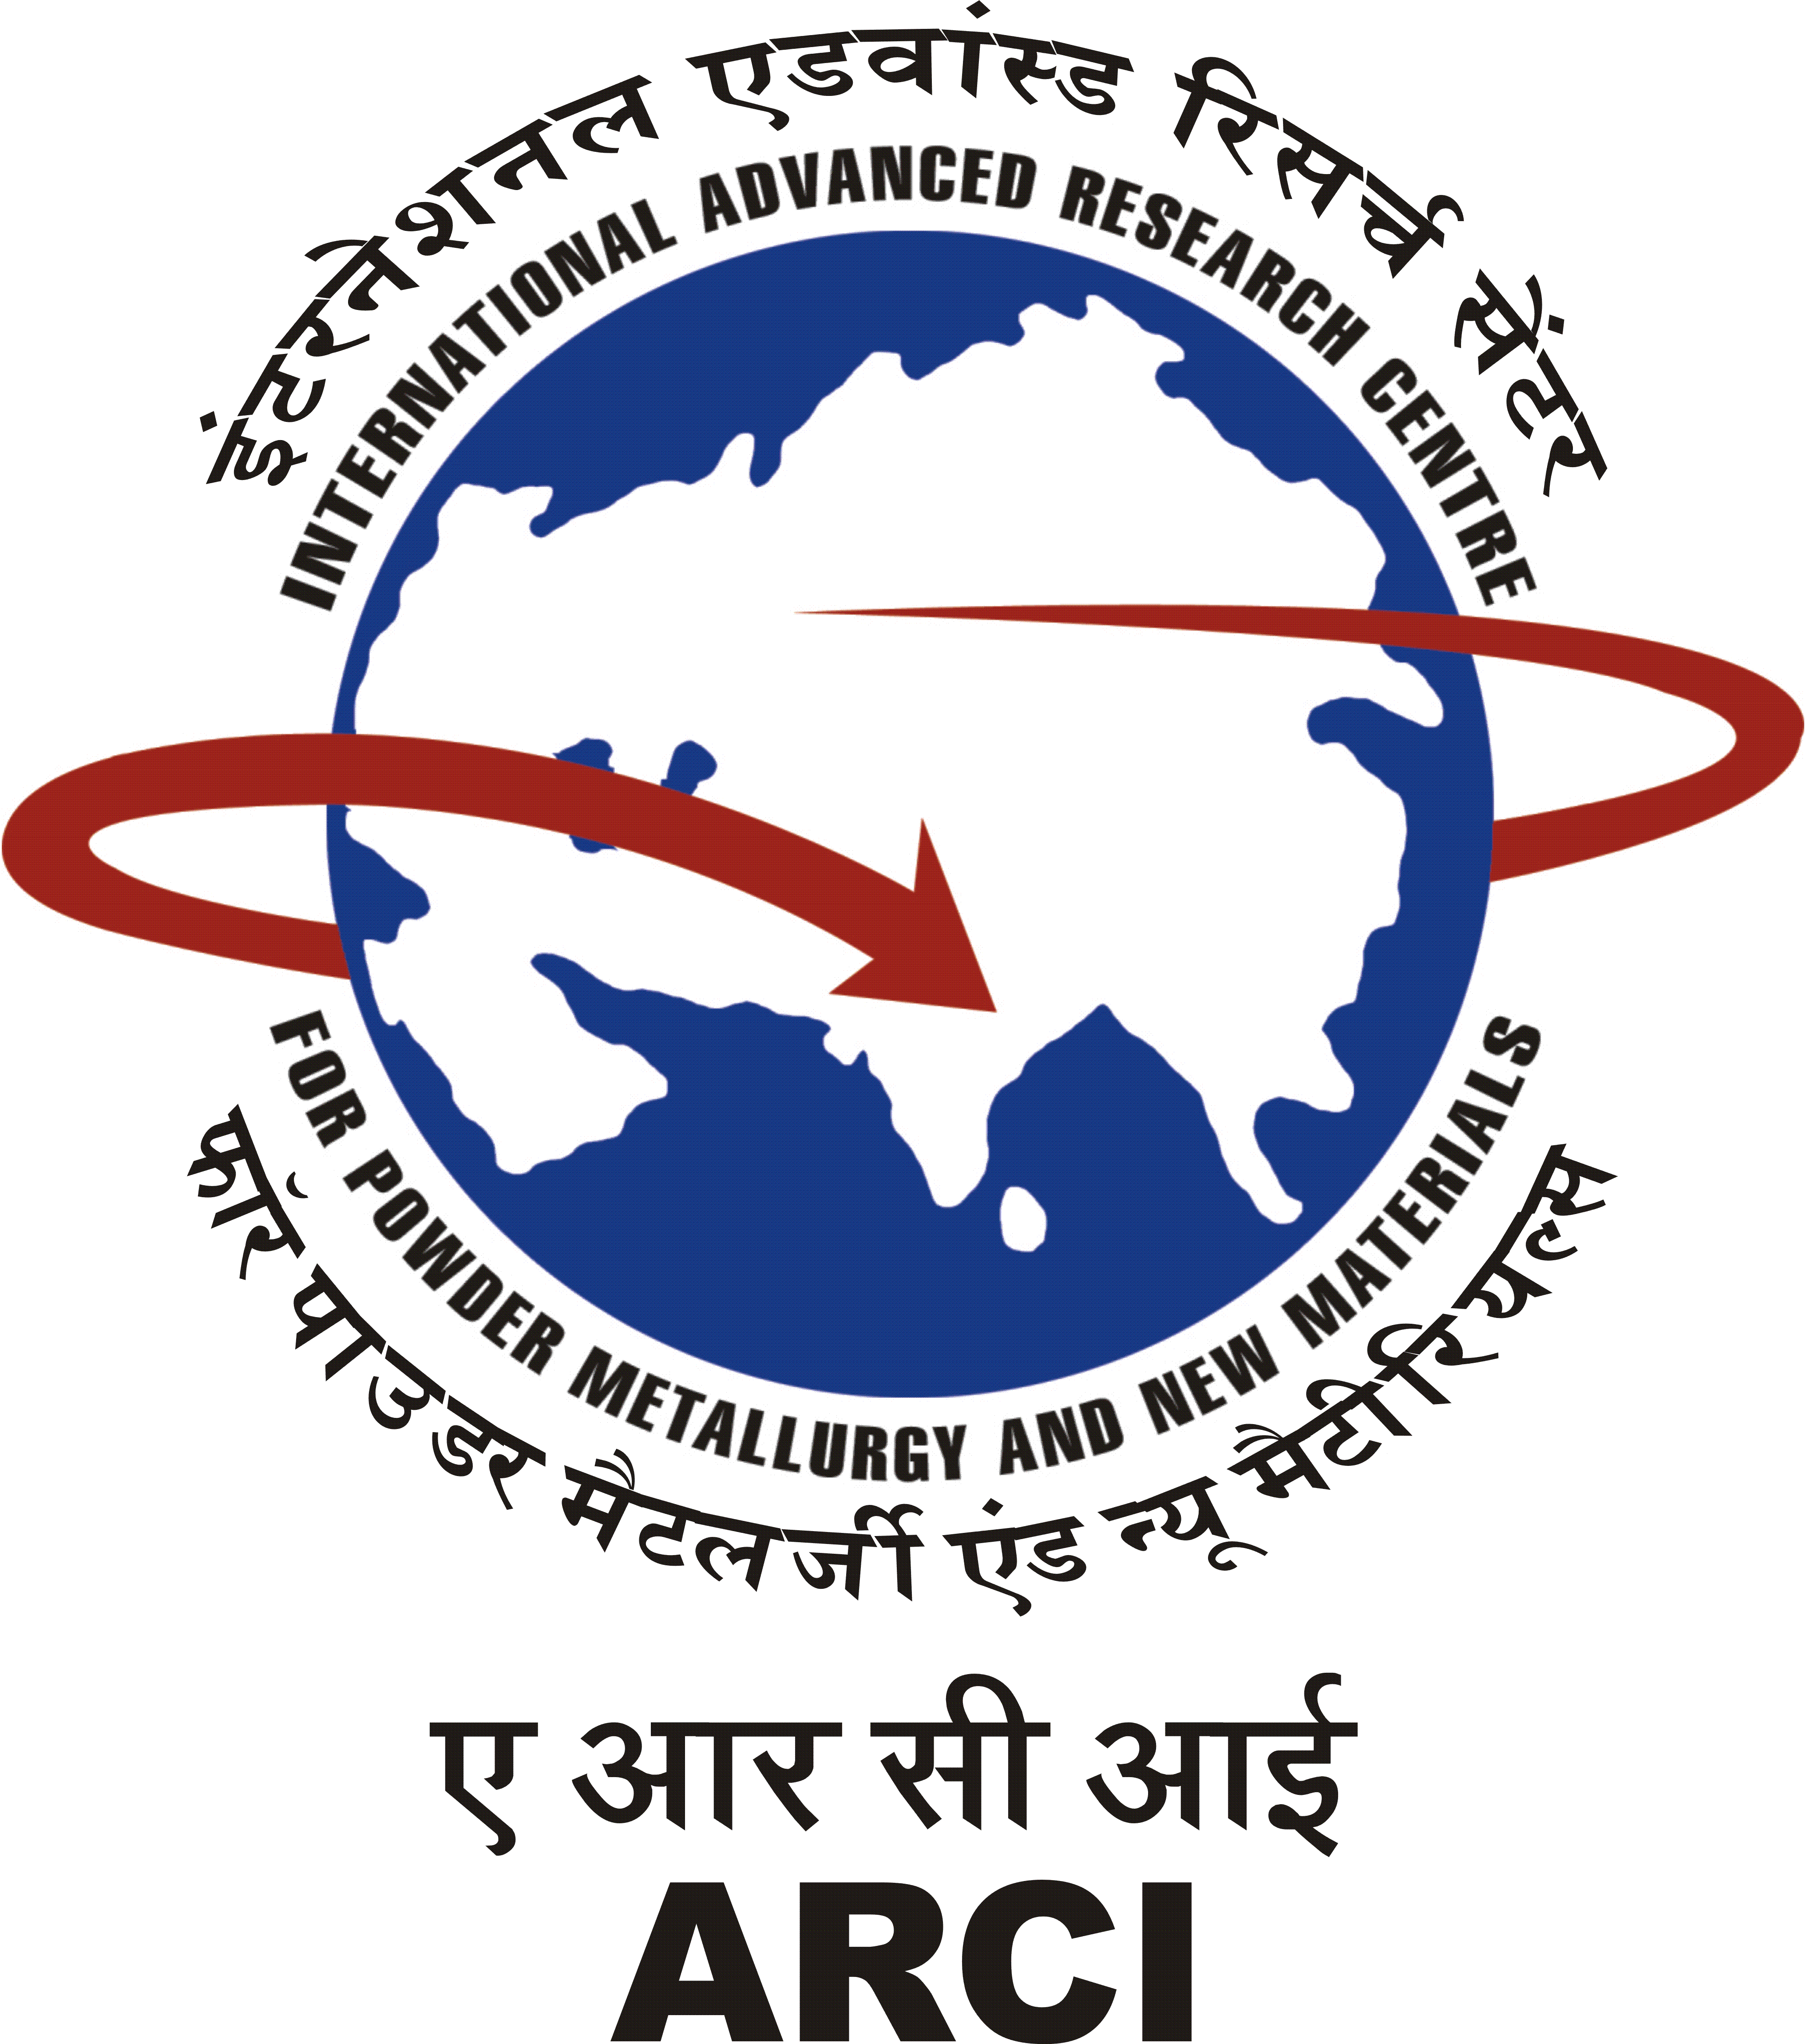 इंटरनेशनल एडवांस्ड रिसर्च सेंटर
INTERNATIONAL ADVANCED RESEARCH CENTRE
FOR POWDER METALLURGY AND NEW MATERIALS
फॉर पाउडर मैटलर्जी एंड न्यू मैटीरियल्स
ए आर सी आई
ARCI